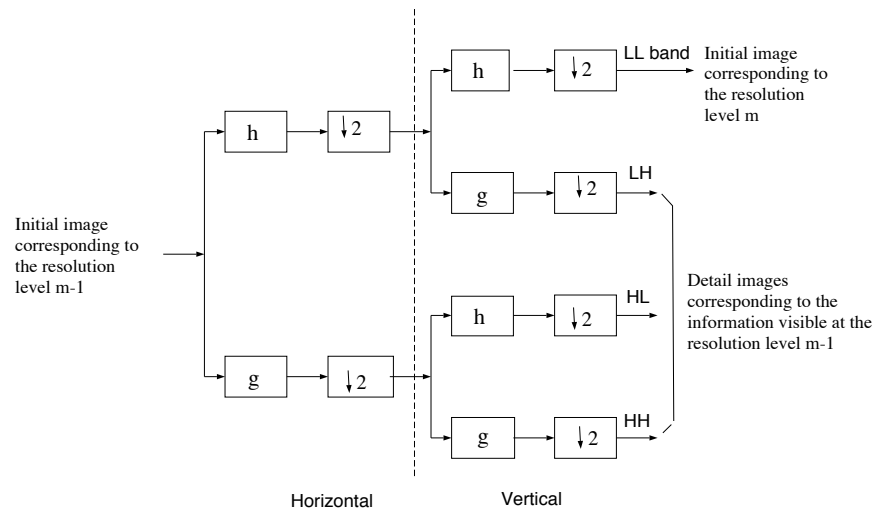 h
↓2
LL band
Initial image
corresponding to
the resolution
level m
h
↓2
g
↓2
LH
Initial image
corresponding to
the resolution
level m-1
h
↓2
HL
Detail images
corresponding to the
information visible at the
resolution level m-1
g
↓2
g
↓2
HH
Horizontal
Vertical